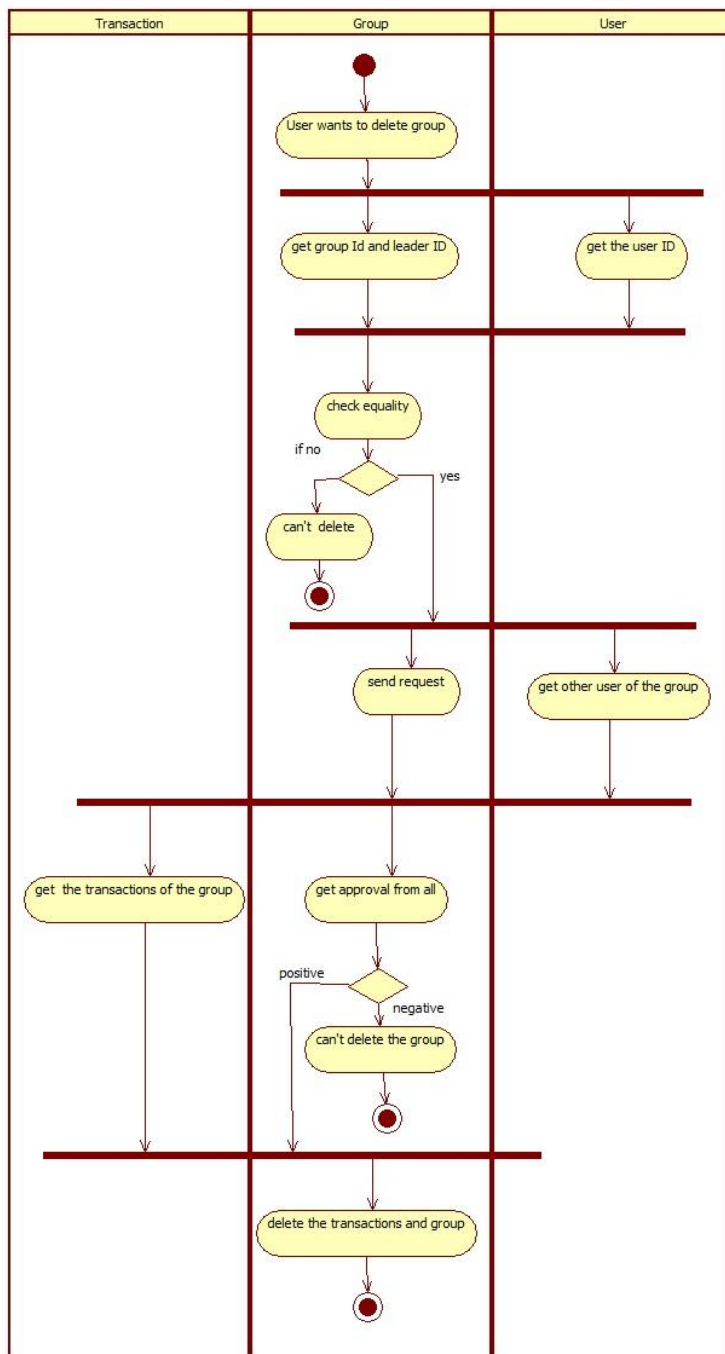 Transaction
Group
User
User wants to delete group
get group Id and leader ID
get the user ID
check equality
if no
yes
can't delete
send request
get other user of the group
get the transactions of the group
get approval from all
positive
negative
can't delete the group
delete the transactions and group